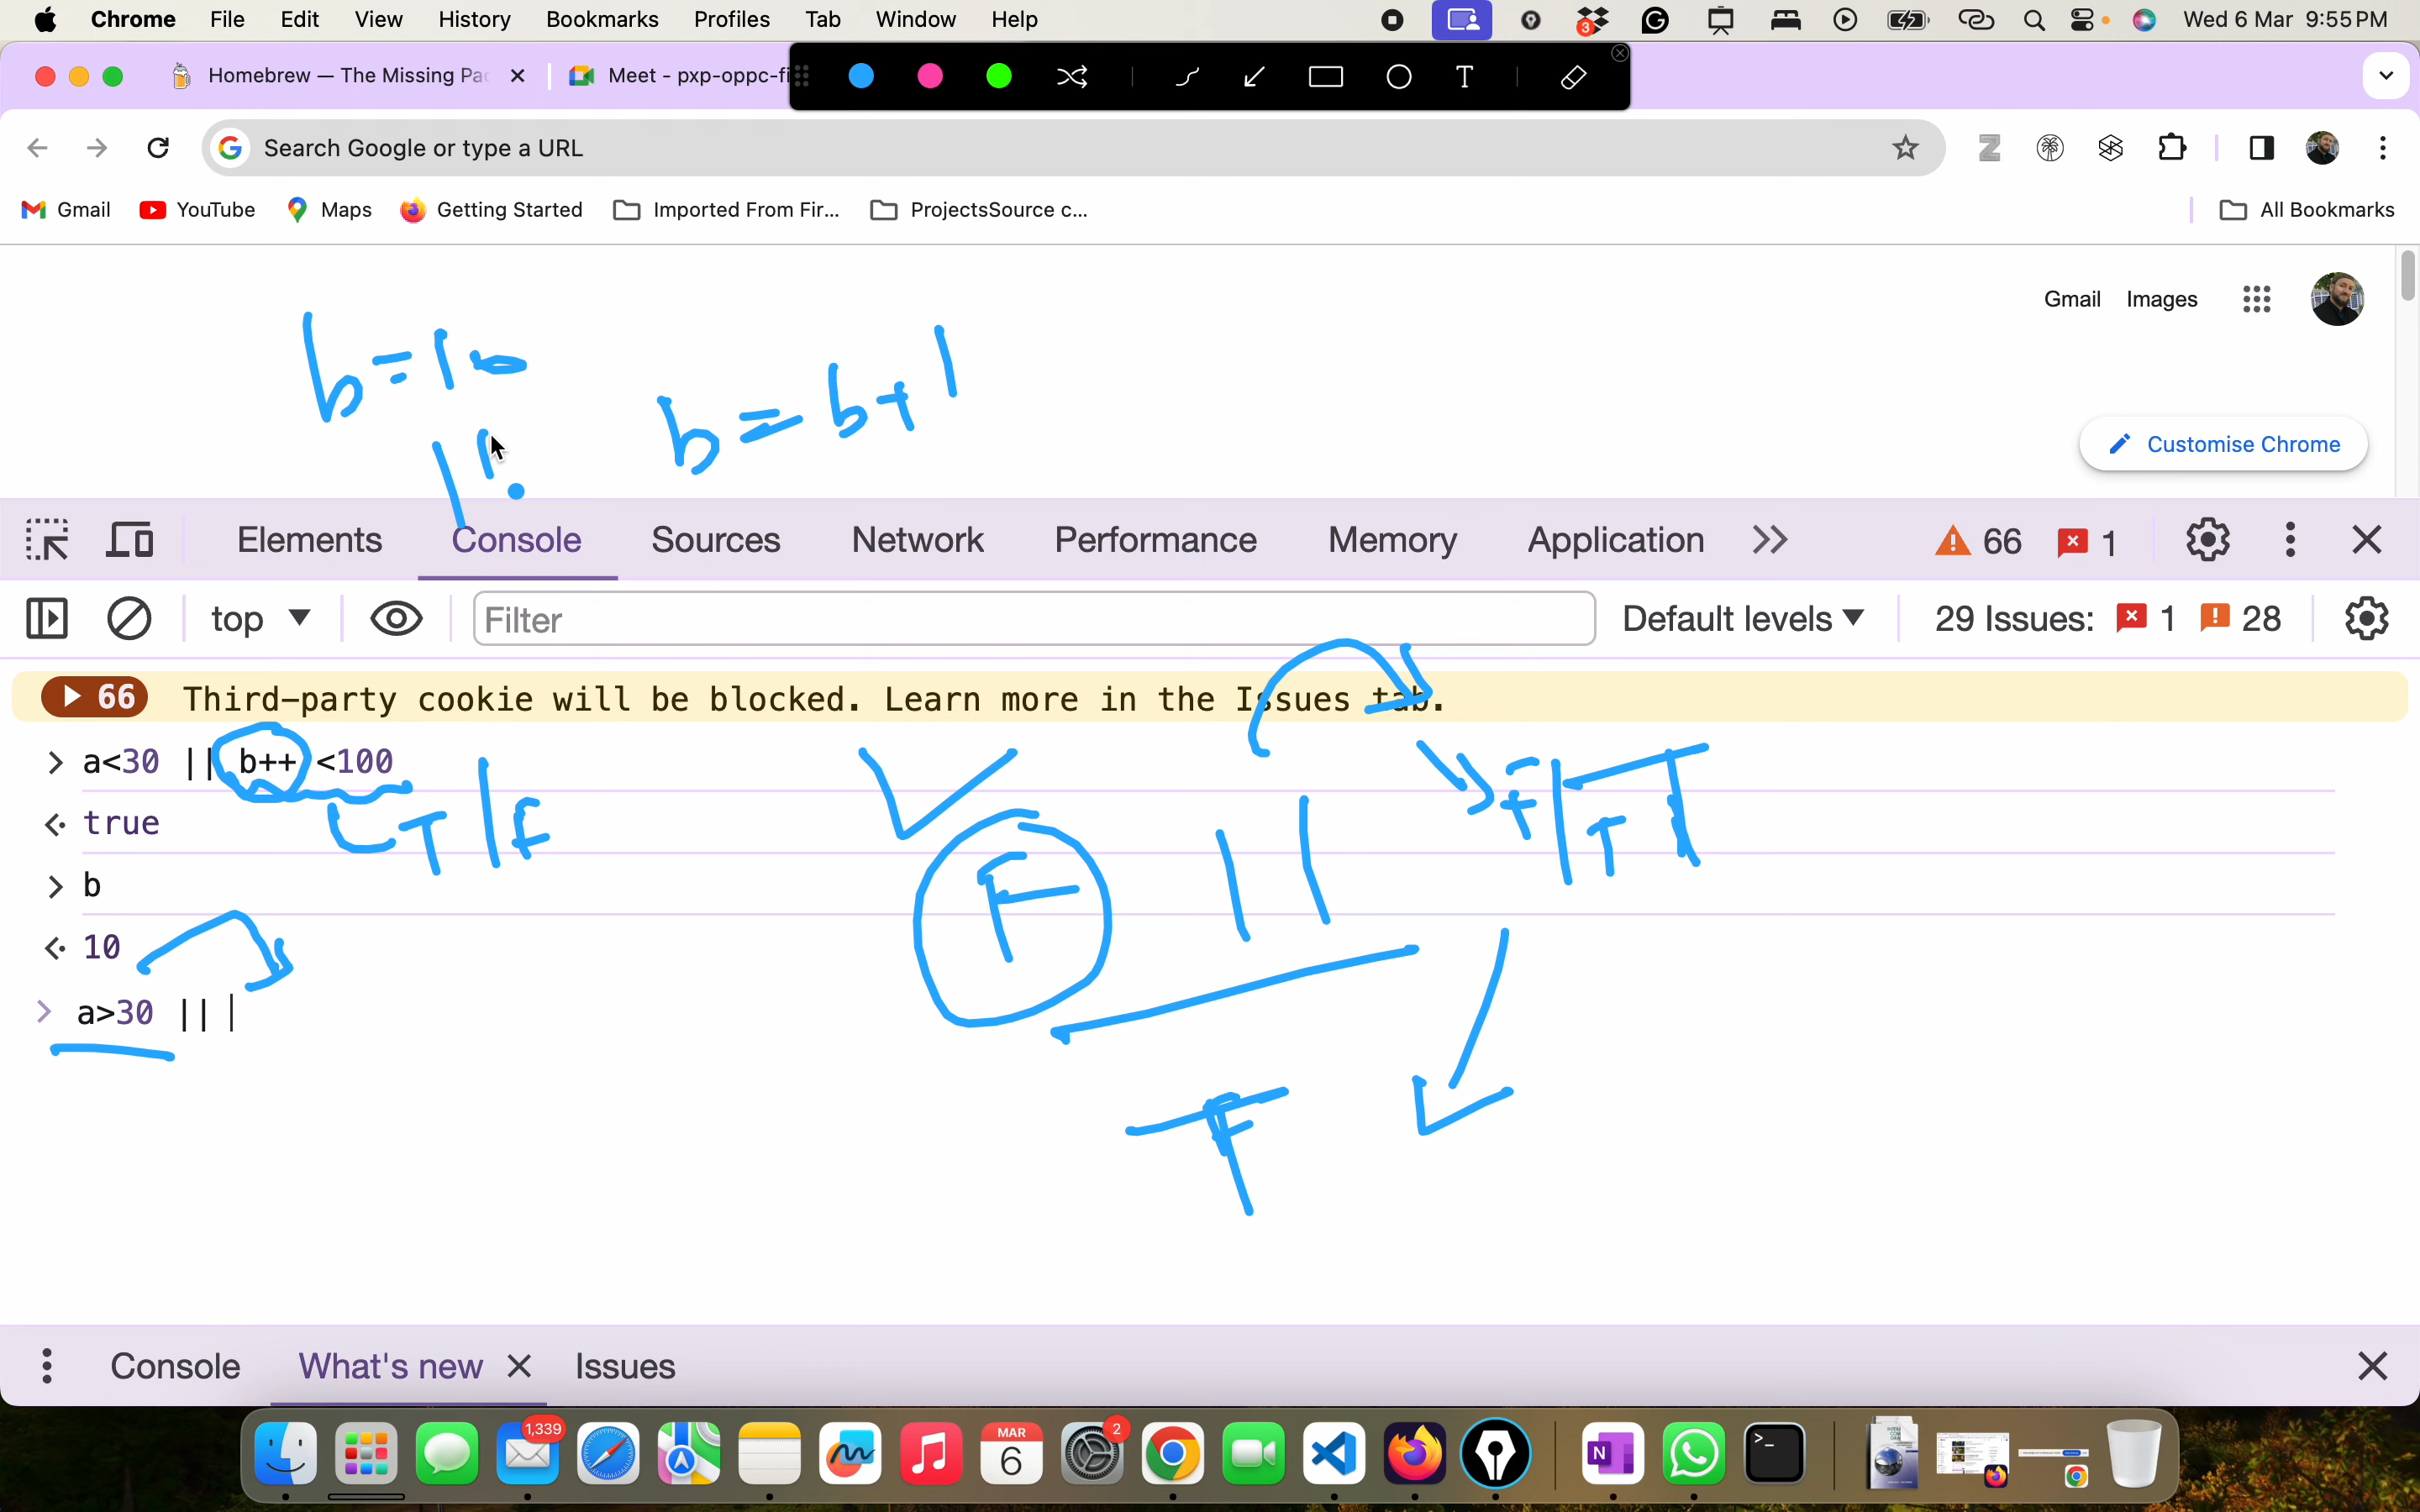 Chrome File Edit View History Bookmarks Profiles Tab Window Help
3
Wed 6 Mar 9:55 PM
Homebrew — The Missing Pac
Meet - pxp-oppc-fi
T
Search Google or type a URL
Gmail YouTube Maps Getting Started Imported From Fir... ProjectsSource c... All Bookmarks
Gmail Images
b=10
b=b+1
11
Customise Chrome
Elements Console Sources Network Performance Memory Application 66 1
top Filter Default levels 29 Issues: 1 28
66 Third-party cookie will be blocked. Learn more in the Issues tab.
> a<30 || b++ <100
true
T | F
F || F | T
> b
10
> a>30 ||
Console What's new Issues
1,339
MAR
6
2
N
>_